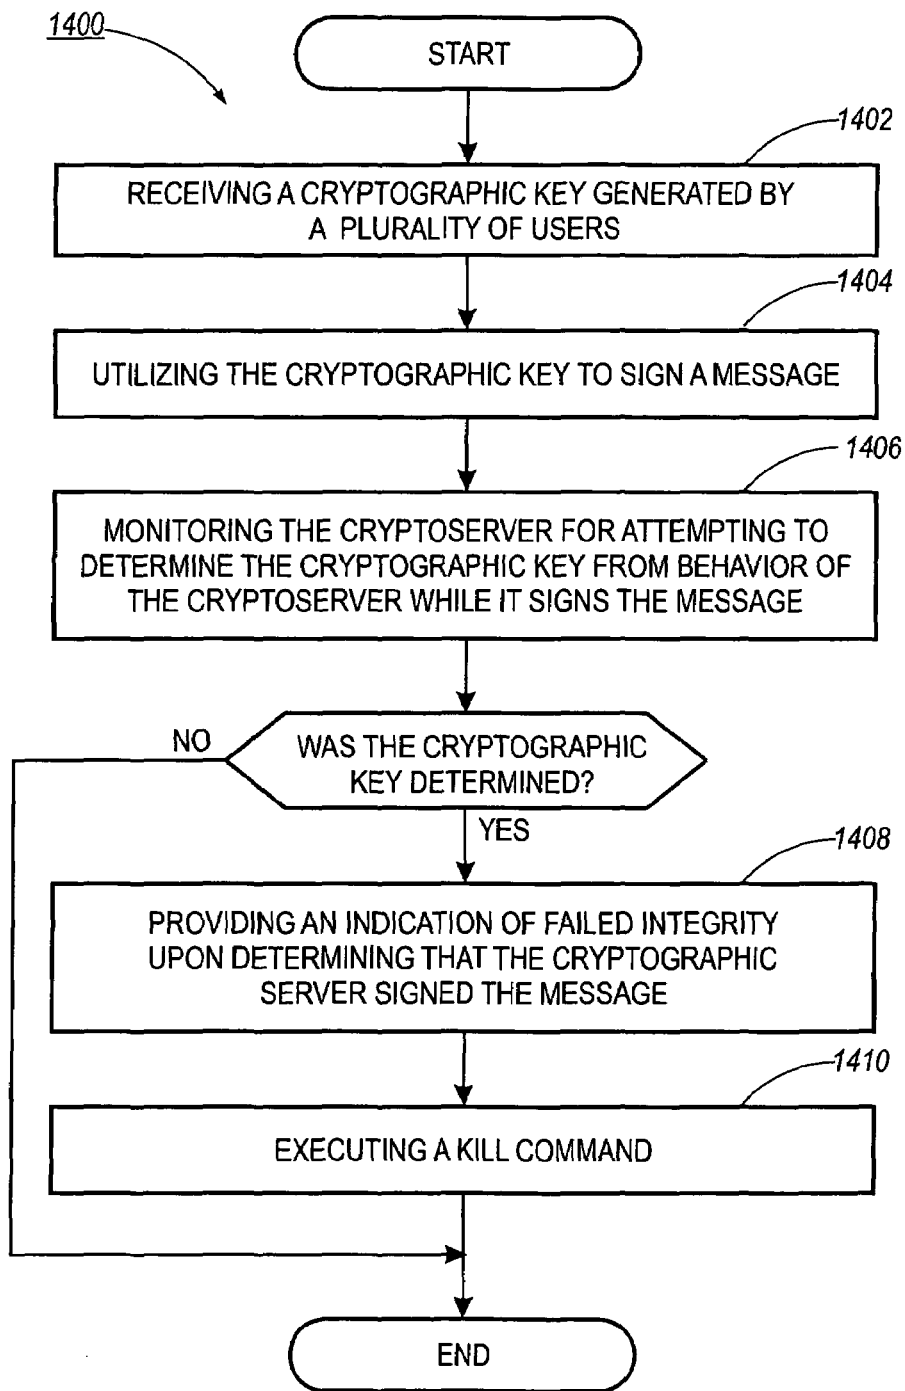 1400
START
1402
RECEIVING A CRYPTOGRAPHIC KEY GENERATED BY
A PLURALITY OF USERS
1404
UTILIZING THE CRYPTOGRAPHIC KEY TO SIGN A MESSAGE
1406
MONITORING THE CRYPTOSERVER FOR ATTEMPTING TO
DETERMINE THE CRYPTOGRAPHIC KEY FROM BEHAVIOR OF
THE CRYPTOSERVER WHILE IT SIGNS THE MESSAGE
NO
WAS THE CRYPTOGRAPHIC
KEY DETERMINED?
YES
1408
PROVIDING AN INDICATION OF FAILED INTEGRITY
UPON DETERMINING THAT THE CRYPTOGRAPHIC
SERVER SIGNED THE MESSAGE
1410
EXECUTING A KILL COMMAND
END